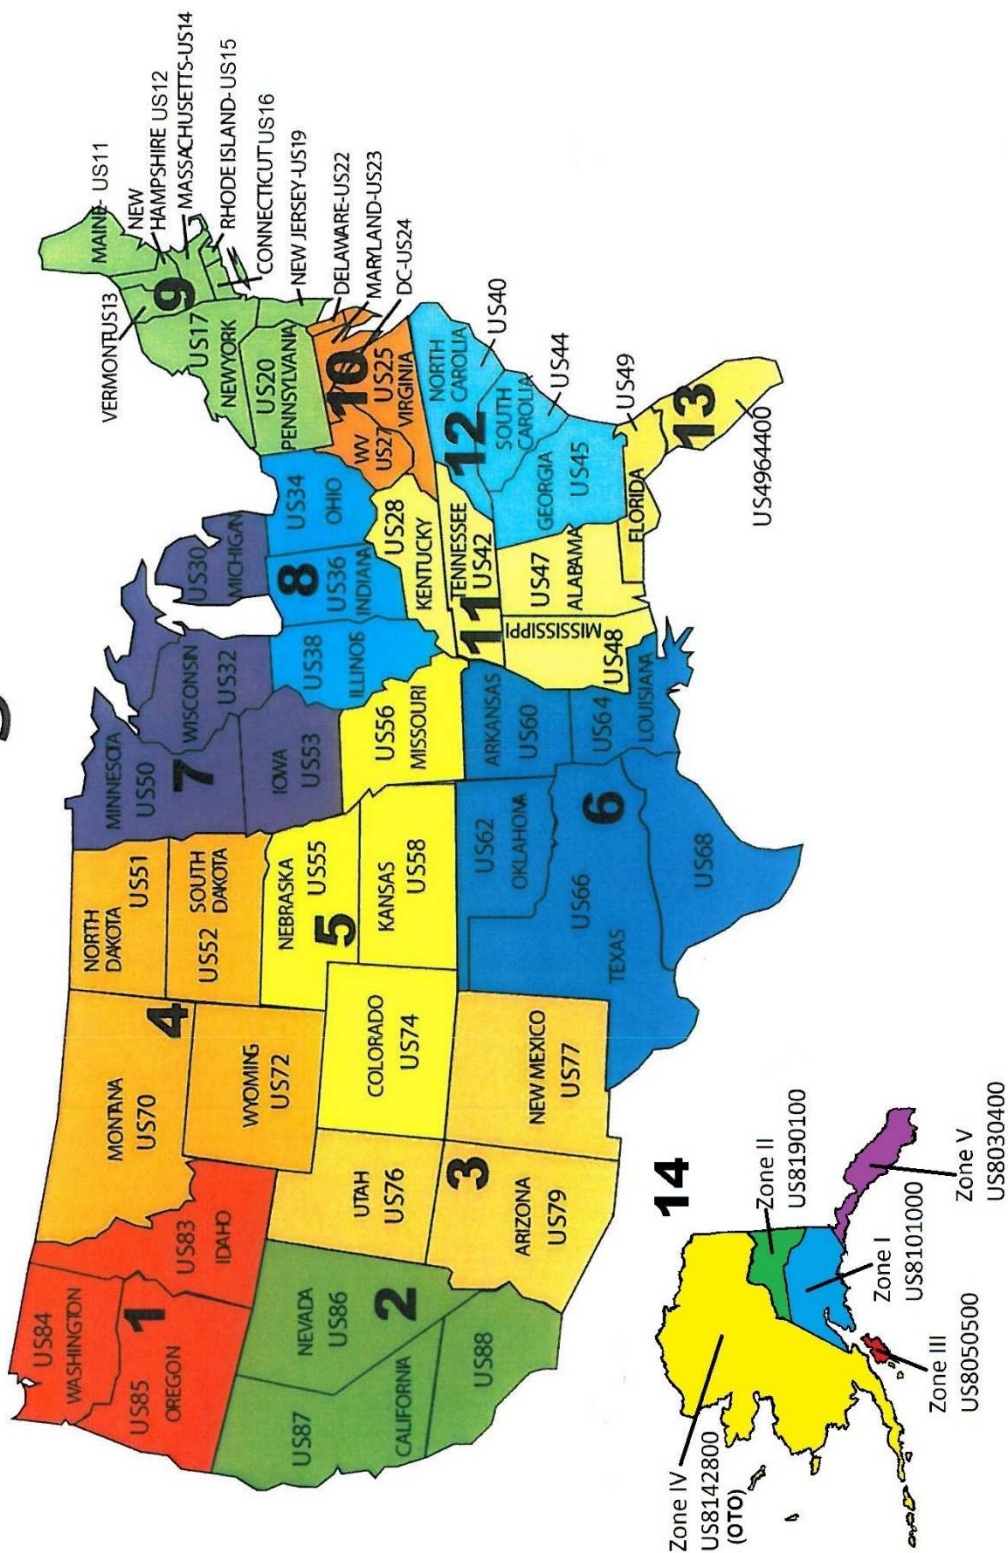 US84
WASHINGTON
1
US85
OREGON
US83
IDAHO
MONTANA
US70
4
WYOMING
US72
NORTH
DAKOTA
US51
US52
SOUTH
DAKOTA
MINNESOTA
US50
7
WISCONSIN
US32
US30
MICHIGAN
IOWA
US53
NEVADA
US86
2
US87
CALIFORNIA
US88
UTAH
US76
3
ARIZONA
US79
NEW MEXICO
US77
COLORADO
US74
NEBRASKA
US55
5
KANSAS
US58
US56
MISSOURI
US38
ILLINOIS
8
US36
INDIANA
US34
OHIO
US62
OKLAHOMA
6
US66
TEXAS
US68
ARKANSAS
US60
US64
LOUISIANA
US28
KENTUCKY
TENNESSEE
US42
11
MISSISSIPPI
US48
US47
ALABAMA
MAINE- US11
NEW
HAMPSHIRE US12
MASSACHUSETTS-US14
RHODE ISLAND-US15
CONNECTICUT US16
NEW JERSEY-US19
VERMONTUS13
9
US17
NEWYORK
US20
PENNSYLVANIA
DELAWARE-US22
MARYLAND-US23
DC-US24
10
US25
VIRGINIA
WV
US27
12
NORTH
CAROLIA
US40
SOUTH
CAROLIA
US44
GEORGIA
US45
FLORIDA
US49
13
US4964400
14
Zone IV
US8142800
(OTO)
Zone II
US8190100
Zone I
US8101000
Zone III
US8050500
Zone V
US8030400